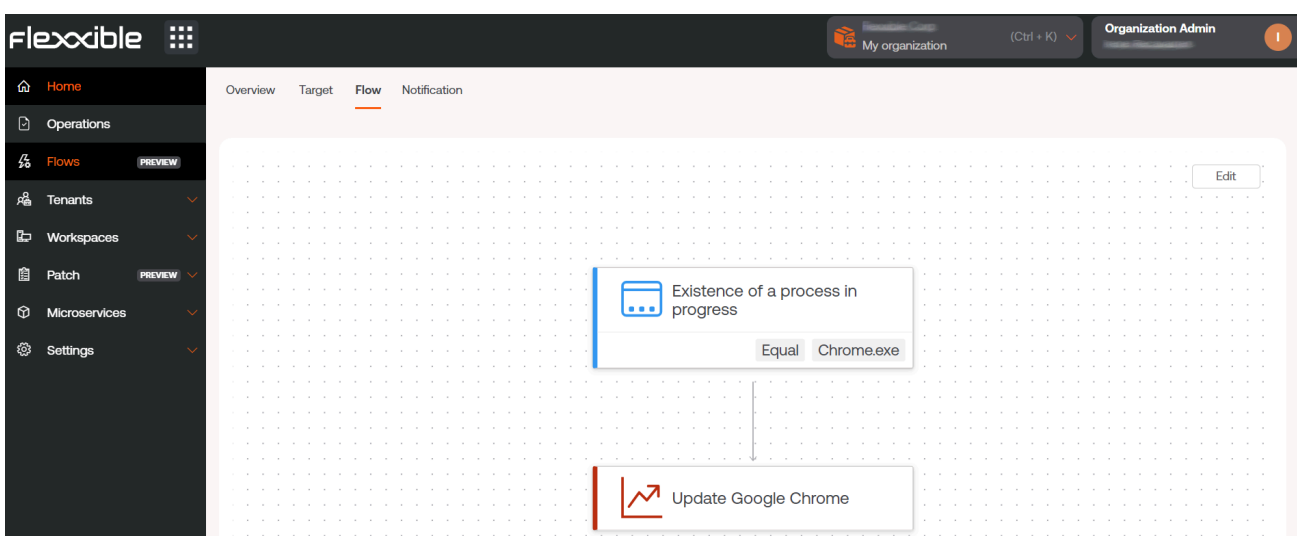 Flexxible
My organization
(Ctrl + K)
Organization Admin
I
Home
Operations
Flows PREVIEW
Tenants
Workspaces
Patch PREVIEW
Microservices
Settings
Overview Target Flow Notification
Edit
Existence of a process in
progress
Equal Chrome.exe
Update Google Chrome